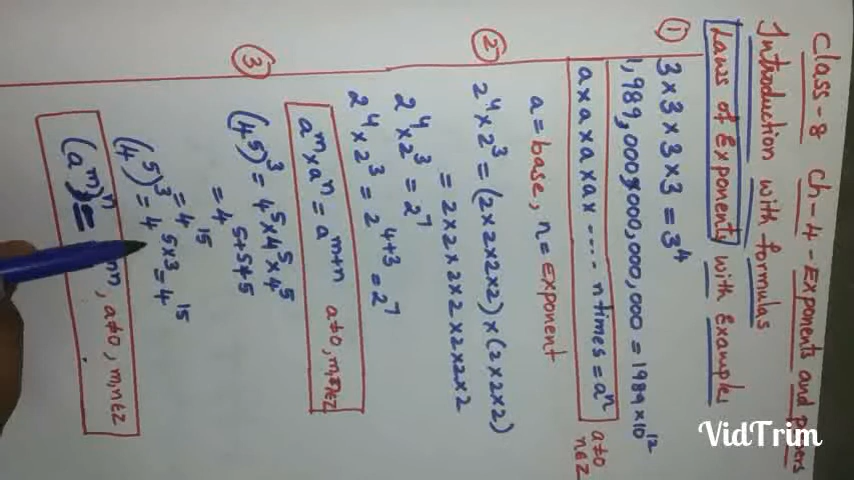 Class-8 Ch-4-Exponents and Powers
Introduction with formulas
Laws of Exponents with Examples
① 3×3×3×3 = 3⁴
1,989,000,000,000,000 = 1989×10¹²
a×a×a×a× .... n times = aⁿ a≠0 n∈Z
a = base, n = Exponent
② 2⁴×2³ = (2×2×2×2)×(2×2×2)
= 2×2×2×2×2×2×2
2⁴×2³ = 2⁷
2⁴×2³ = 2⁴⁺³ = 2⁷
aᵐ×aⁿ = aᵐ⁺ⁿ a≠0, m,n∈Z
③ (4⁵)³ = 4⁵×4⁵×4⁵
= 4⁵⁺⁵⁺⁵
= 4¹⁵
(4⁵)³ = 4⁵ˣ³ = 4¹⁵
(aᵐ)ⁿ = , a≠0, m,n∈Z
VidTrim